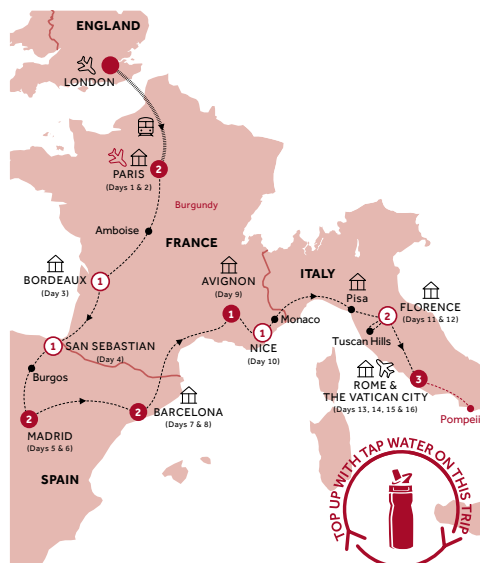 ENGLAND
LONDON
2
PARIS
(Days 1 & 2)
Burgundy
Amboise
FRANCE
BORDEAUX
1
(Day 3)
AVIGNON
(Day 9)
1
ITALY
Pisa
FLORENCE
2
(Days 11 & 12)
Monaco
1
NICE
(Day 10)
Tuscan Hills
1
SAN SEBASTIAN
(Day 4)
Burgos
ROME &
THE VATICAN CITY
(Days 13, 14, 15 & 16)
3
Pompeii
2
MADRID
(Days 5 & 6)
2
BARCELONA
(Days 7 & 8)
SPAIN
TOP UP WITH TAP WATER ON THIS TRIP